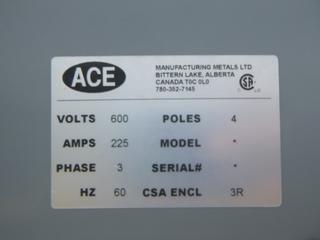 ACE
MANUFACTURING METALS LTD
BITTERN LAKE, ALBERTA
CANADA T0C 0L0
780-352-7145
VOLTS 600 POLES 4
AMPS 225 MODEL *
PHASE 3 SERIAL# *
HZ 60 CSA ENCL 3R